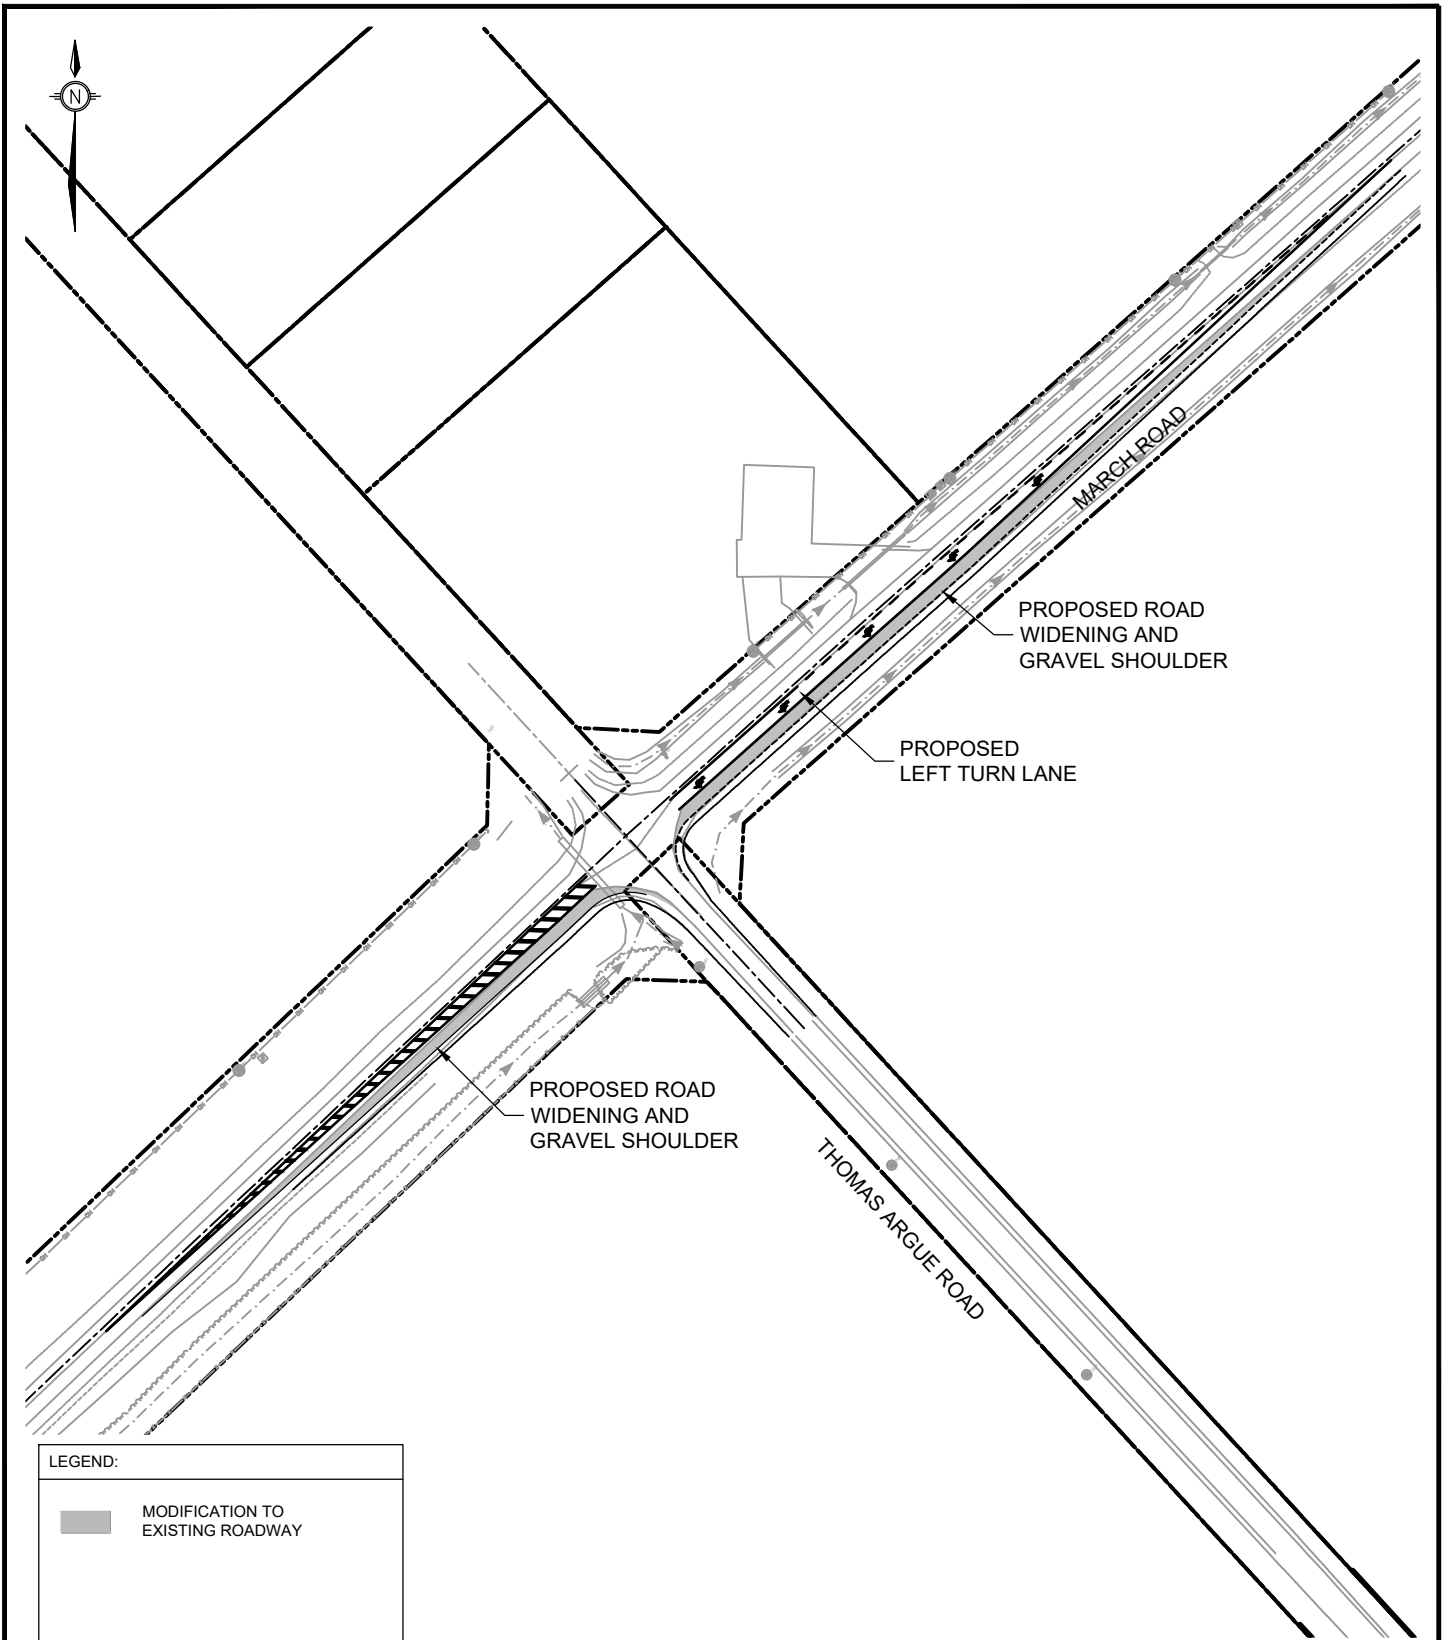 N
MARCH ROAD
PROPOSED ROAD
WIDENING AND
GRAVEL SHOULDER
PROPOSED
LEFT TURN LANE
PROPOSED ROAD
WIDENING AND
GRAVEL SHOULDER
THOMAS ARGUE ROAD
LEGEND:
MODIFICATION TO
EXISTING ROADWAY